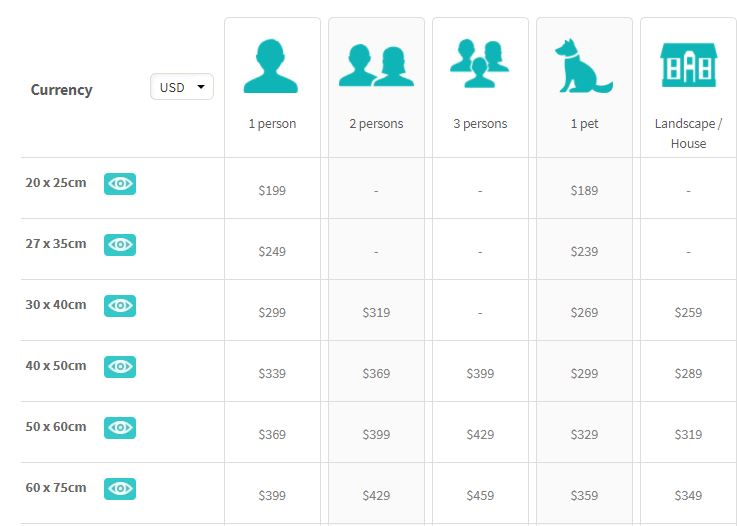 Currency USD
1 person 2 persons 3 persons 1 pet Landscape /
House
20 x 25cm $199 - - $189 -
27 x 35cm $249 - - $239 -
30 x 40cm $299 $319 - $269 $259
40 x 50cm $339 $369 $399 $299 $289
50 x 60cm $369 $399 $429 $329 $319
60 x 75cm $399 $429 $459 $359 $349